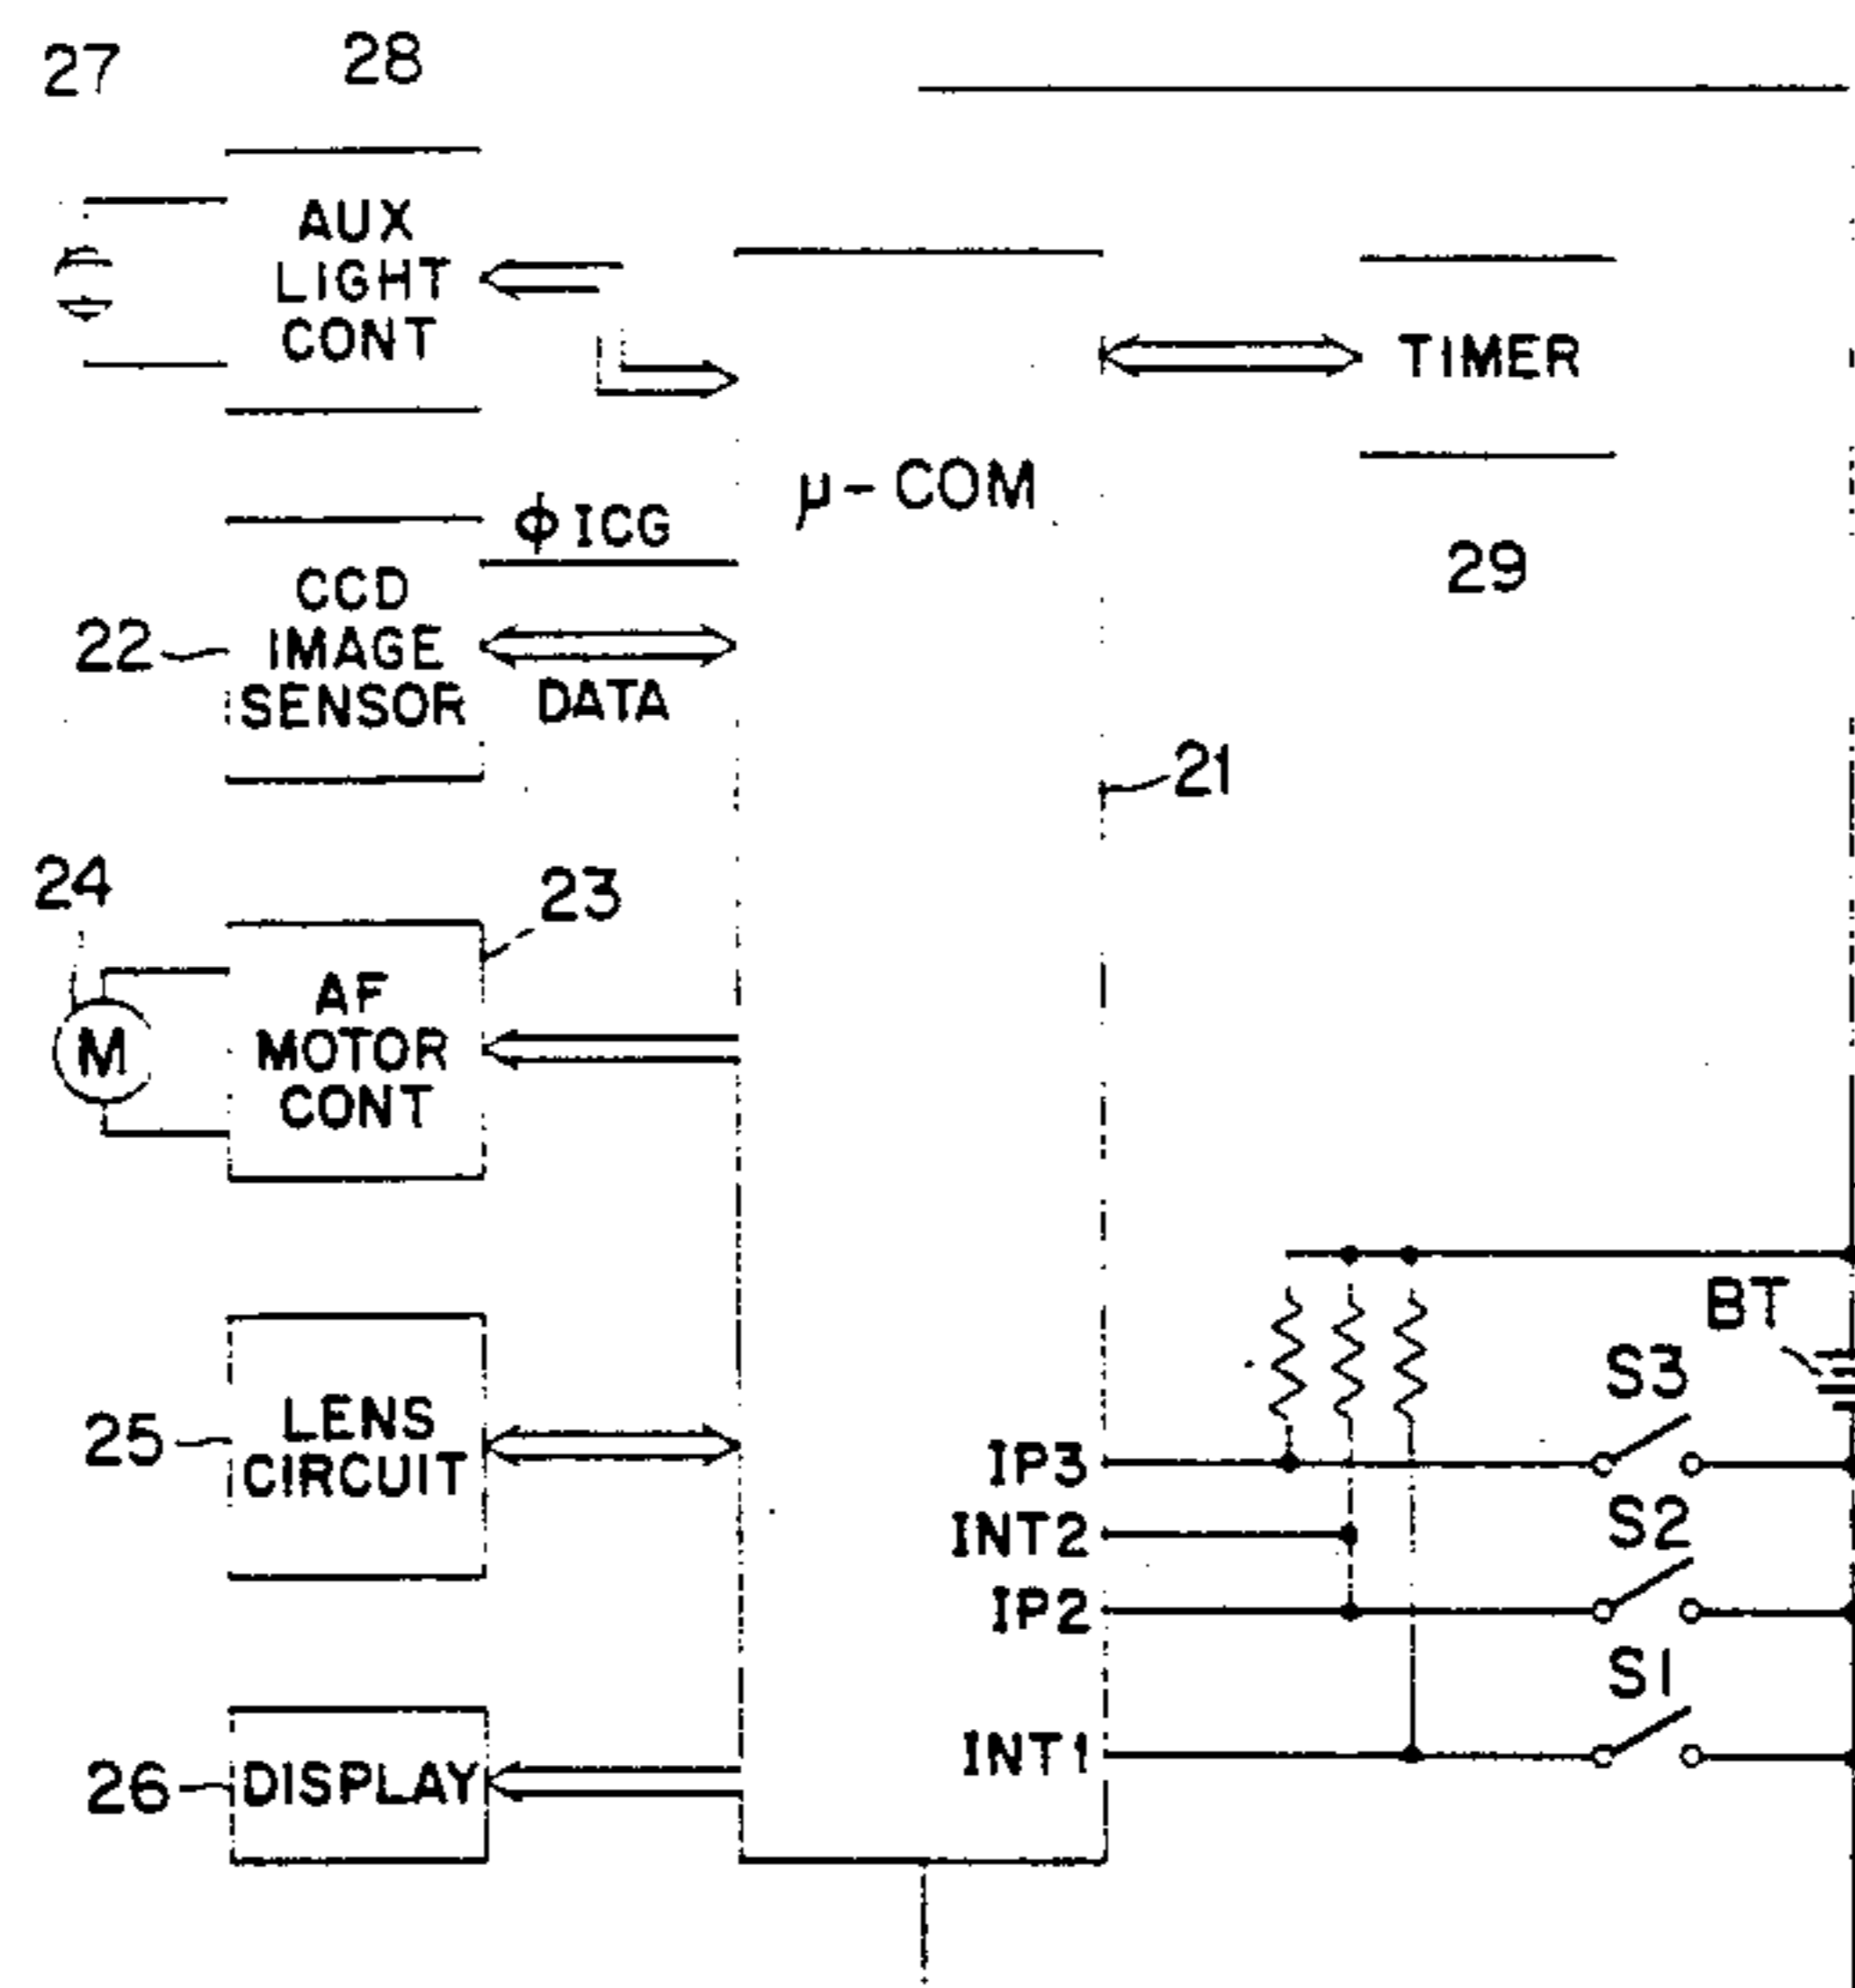 27
28
AUX
LIGHT
CONT
TIMER
μ-COM
φICG
29
CCD
IMAGE
SENSOR
22
DATA
21
24
23
AF
MOTOR
CONT
M
BT
S3
LENS
CIRCUIT
25
IP3
S2
INT2
IP2
S1
INT1
26
DISPLAY